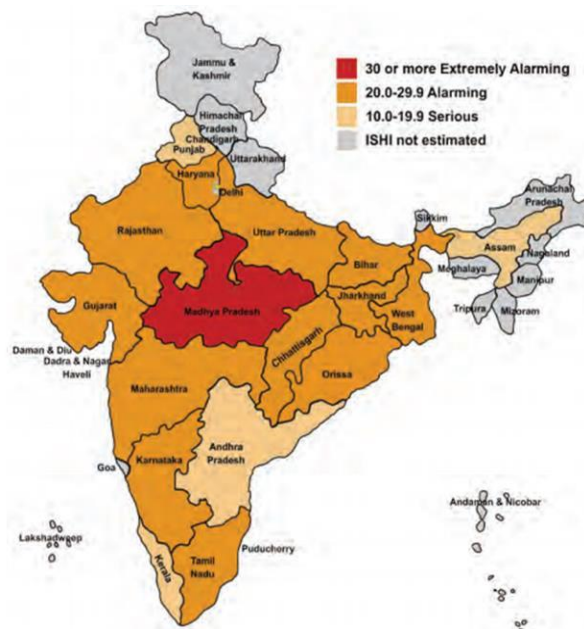 Jammu &
Kashmir
30 or more Extremely Alarming
20.0-29.9 Alarming
10.0-19.9 Serious
ISHI not estimated
Himachal
Pradesh
Chandigarh
Punjab
Uttarakhand
Haryana
Delhi
Arunachal
Pradesh
Sikkim
Rajasthan
Uttar Pradesh
Assam
Nagaland
Bihar
Meghalaya
Manipur
Jharkhand
Gujarat
Madhya Pradesh
West
Bengal
Tripura
Mizoram
Chhattisgarh
Daman & Diu
Dadra & Nagar
Haveli
Orissa
Maharashtra
Andhra
Pradesh
Goa
Karnataka
Andaman & Nicobar
Lakshadweep
Puducherry
Kerala
Tamil
Nadu